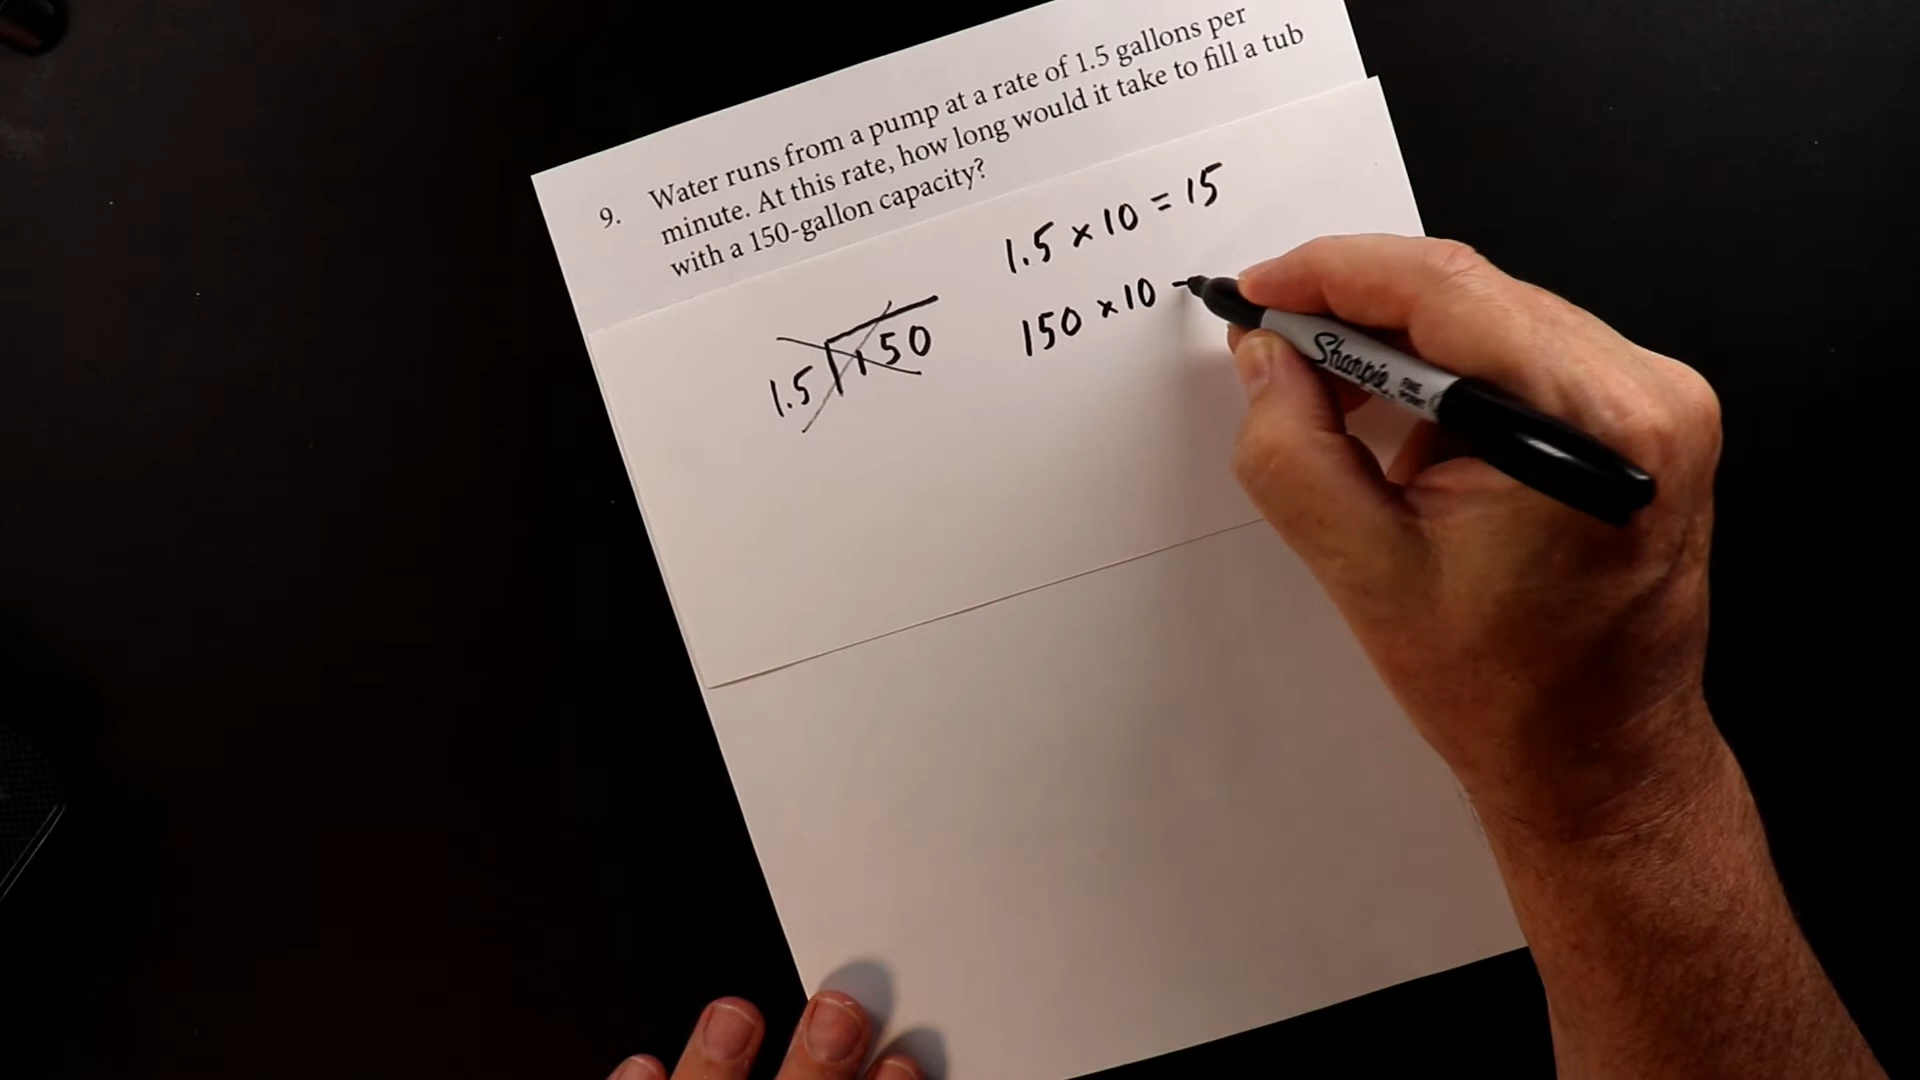 9. Water runs from a pump at a rate of 1.5 gallons per
minute. At this rate, how long would it take to fill a tub
with a 150-gallon capacity?
1.5 x 10 = 15
150 x 10 -
1.5 150
Sharpie
FINE
POINT